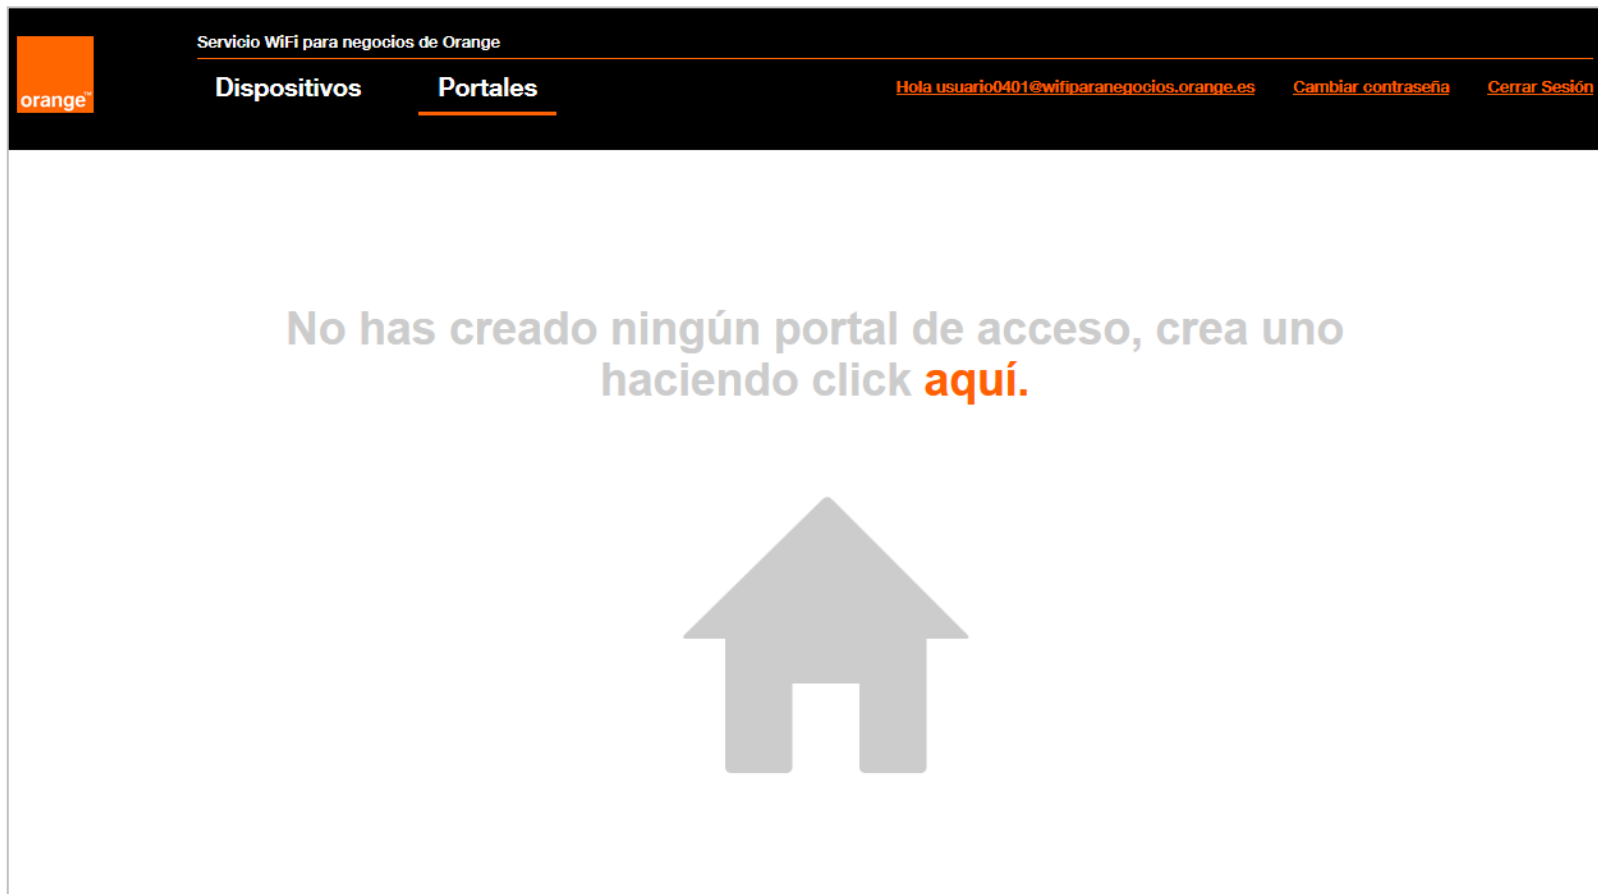 Servicio WiFi para negocios de Orange
orange™
Dispositivos
Portales
Hola usuario0401@wifiparanegocios.orange.es
Cambiar contraseña
Cerrar Sesión
No has creado ningún portal de acceso, crea uno
haciendo click aquí.